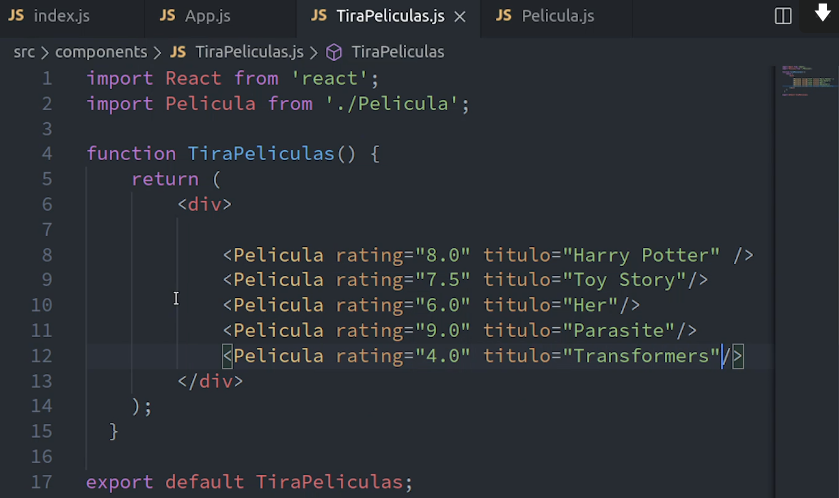 JS index.js JS App.js JS TiraPeliculas.js × JS Pelicula.js
src > components > JS TiraPeliculas.js > TiraPeliculas
1 import React from 'react';
2 import Pelicula from './Pelicula';
3
4 function TiraPeliculas() {
5 return (
6 <div>
7
8 <Pelicula rating="8.0" titulo="Harry Potter" />
9 <Pelicula rating="7.5" titulo="Toy Story"/>
10 <Pelicula rating="6.0" titulo="Her"/>
11 <Pelicula rating="9.0" titulo="Parasite"/>
12 <Pelicula rating="4.0" titulo="Transformers"/>
13 </div>
14 );
15 }
16
17 export default TiraPeliculas;